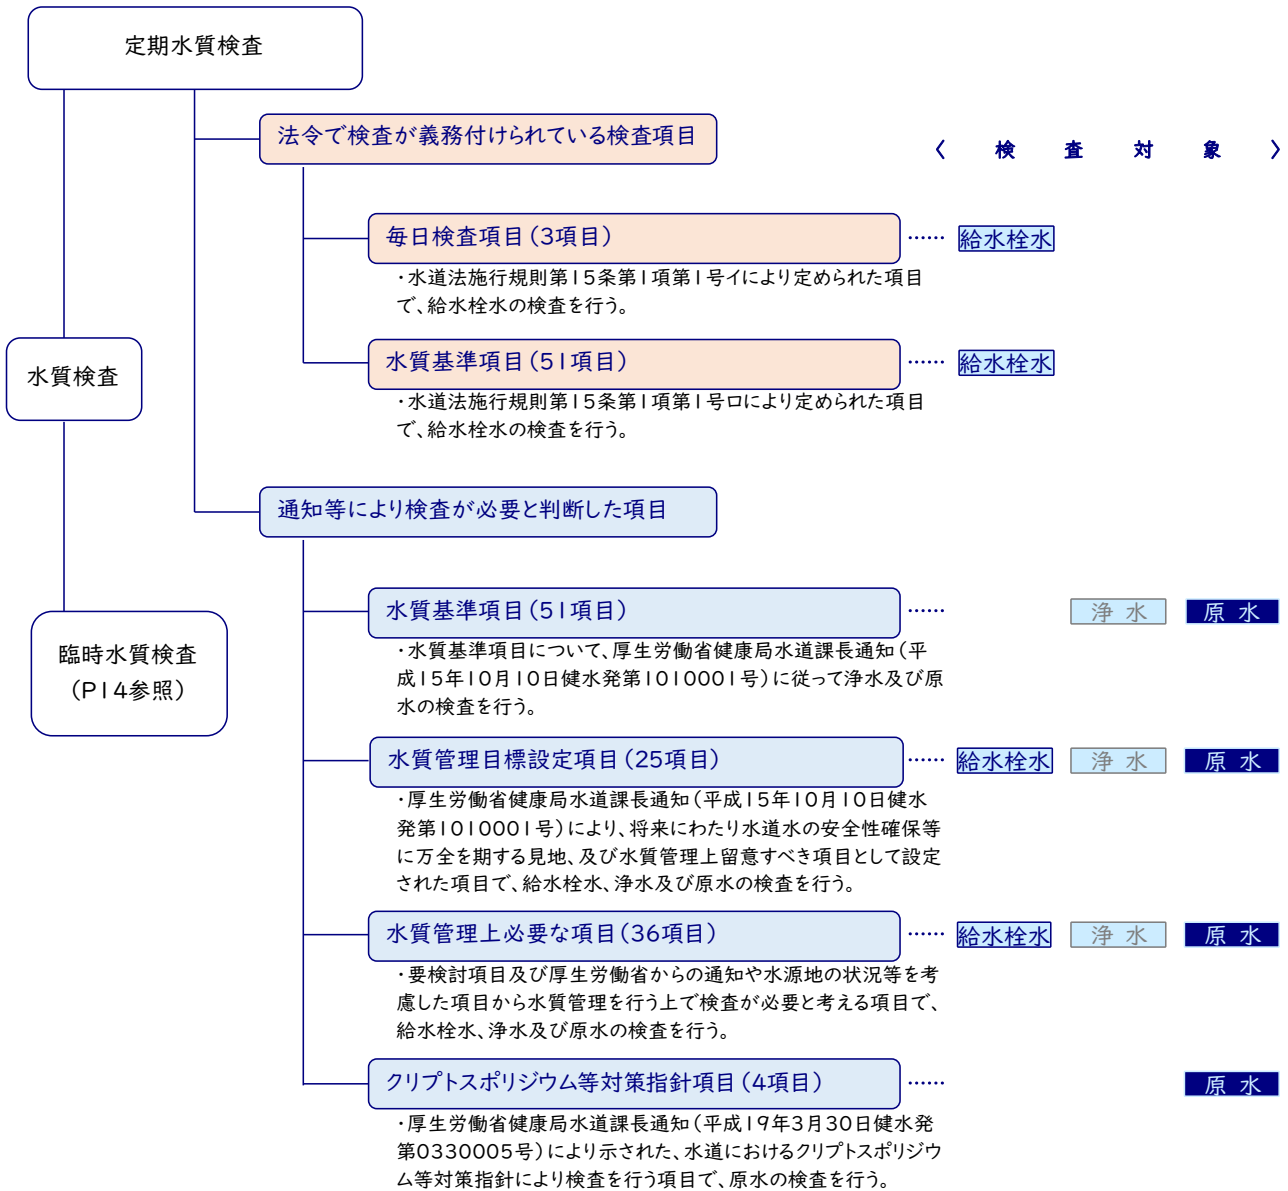 定期水質検査
法令で検査が義務付けられている検査項目
〈 検 査 対 象 〉
毎日検査項目(3項目) …… 給水栓水
・水道法施行規則第15条第1項第1号イにより定められた項目
で、給水栓水の検査を行う。
水質基準項目(51項目) …… 給水栓水
・水道法施行規則第15条第1項第1号ロにより定められた項目
で、給水栓水の検査を行う。
水質検査
通知等により検査が必要と判断した項目
水質基準項目(51項目) …… 浄 水 原 水
・水質基準項目について、厚生労働省健康局水道課長通知(平
成15年10月10日健水発第1010001号)に従って浄水及び原
水の検査を行う。
臨時水質検査
(P14参照)
水質管理目標設定項目(25項目) …… 給水栓水 浄 水 原 水
・厚生労働省健康局水道課長通知(平成15年10月10日健水
発第1010001号)により、将来にわたり水道水の安全性確保等
に万全を期する見地、及び水質管理上留意すべき項目として設定
された項目で、給水栓水、浄水及び原水の検査を行う。
水質管理上必要な項目(36項目) …… 給水栓水 浄 水 原 水
・要検討項目及び厚生労働省からの通知や水源地の状況等を考
慮した項目から水質管理を行う上で検査が必要と考える項目で、
給水栓水、浄水及び原水の検査を行う。
クリプトスポリジウム等対策指針項目(4項目) …… 原 水
・厚生労働省健康局水道課長通知(平成19年3月30日健水発
第0330005号)により示された、水道におけるクリプトスポリジウ
ム等対策指針により検査を行う項目で、原水の検査を行う。